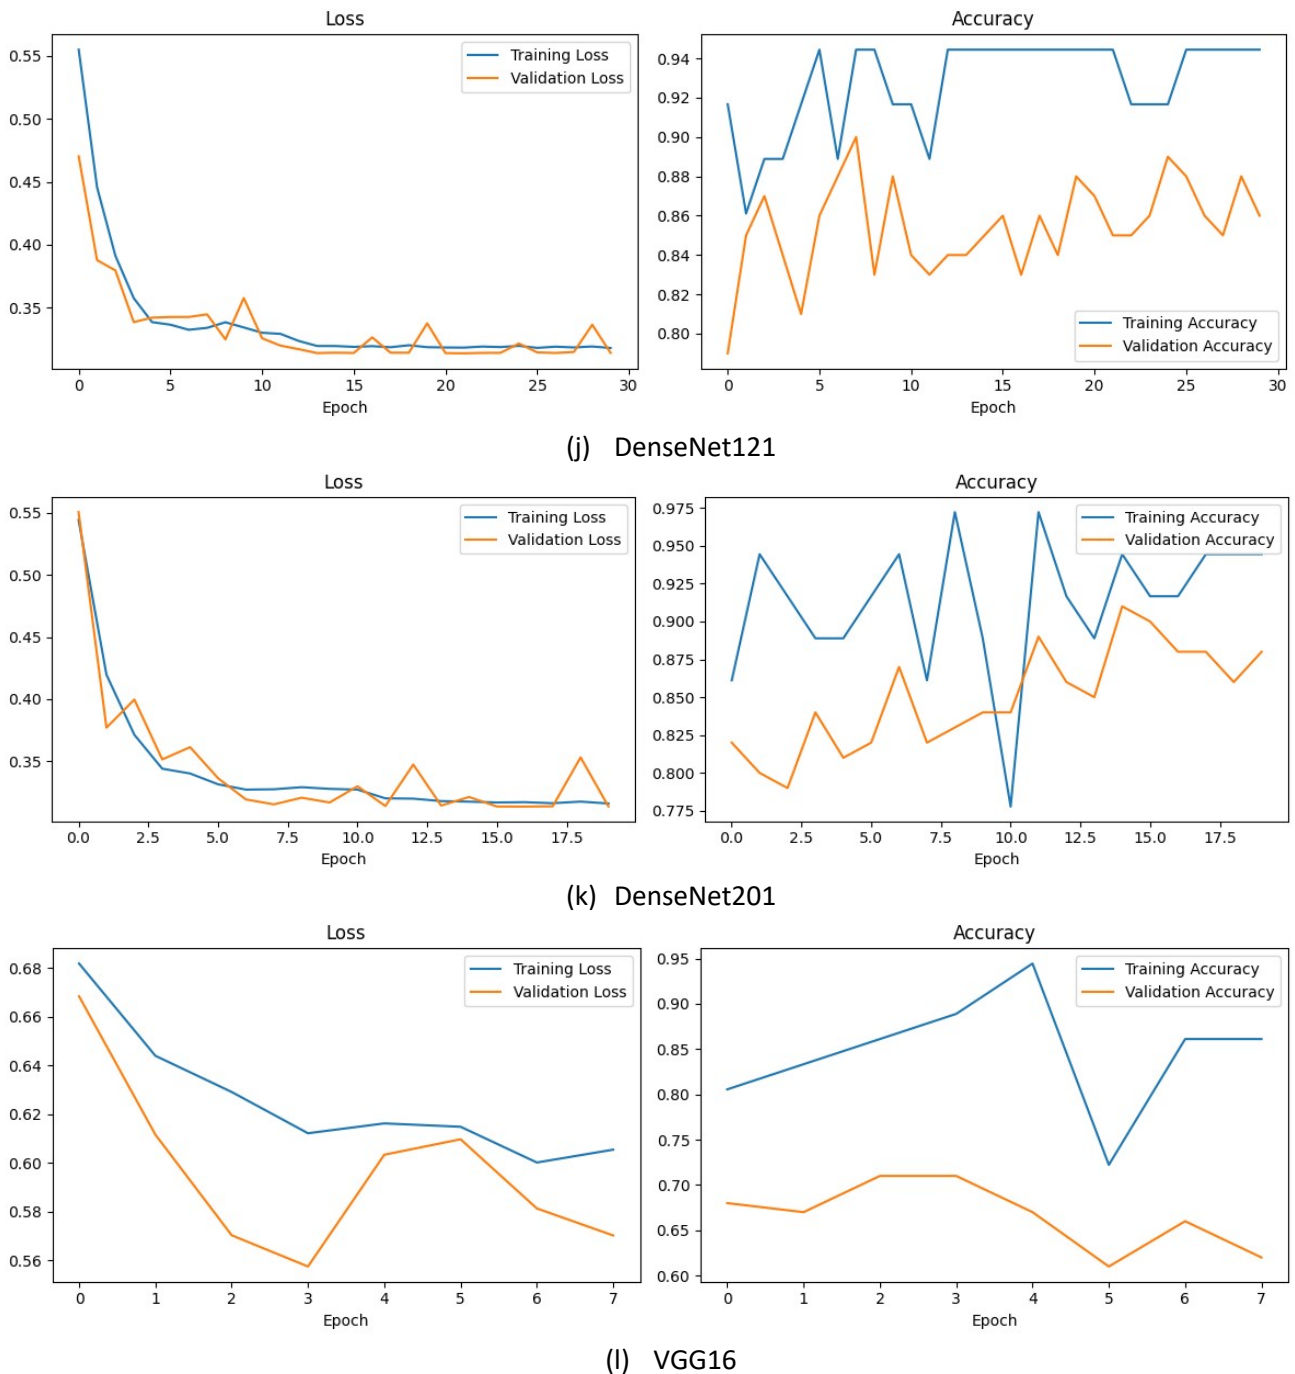 Loss
0.55
0.50
0.45
0.40
0.35
Training Loss
Validation Loss
0 5 10 15 20 25 30
Epoch
Accuracy
0.94
0.92
0.90
0.88
0.86
0.84
0.82
0.80
Training Accuracy
Validation Accuracy
0 5 10 15 20 25 30
Epoch
(j) DenseNet121
Loss
0.55
0.50
0.45
0.40
0.35
Training Loss
Validation Loss
0.0 2.5 5.0 7.5 10.0 12.5 15.0 17.5
Epoch
Accuracy
0.975
0.950
0.925
0.900
0.875
0.850
0.825
0.800
0.775
Training Accuracy
Validation Accuracy
0.0 2.5 5.0 7.5 10.0 12.5 15.0 17.5
Epoch
(k) DenseNet201
Loss
0.68
0.66
0.64
0.62
0.60
0.58
0.56
Training Loss
Validation Loss
0 1 2 3 4 5 6 7
Epoch
Accuracy
0.95
0.90
0.85
0.80
0.75
0.70
0.65
0.60
Training Accuracy
Validation Accuracy
0 1 2 3 4 5 6 7
Epoch
(l) VGG16